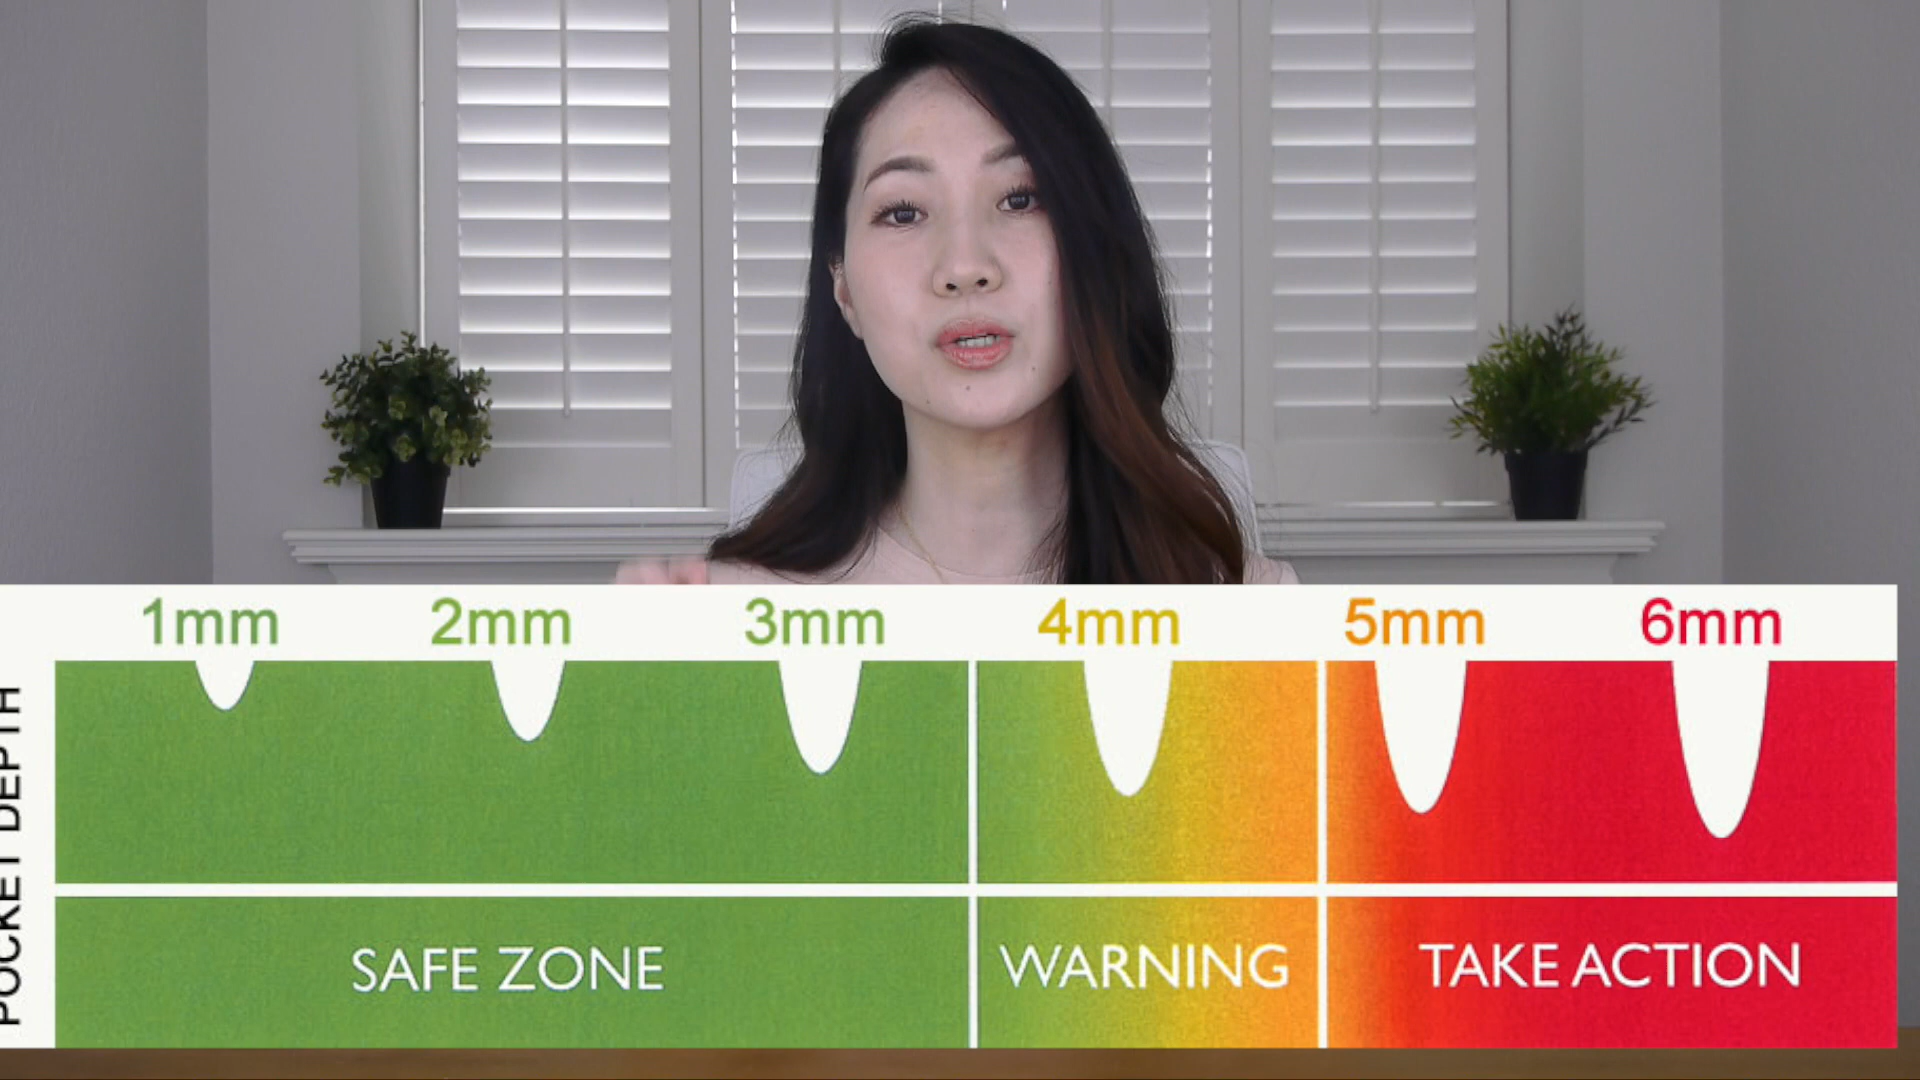 1mm 2mm 3mm 4mm 5mm 6mm
POCKET DEPTH
SAFE ZONE WARNING TAKE ACTION